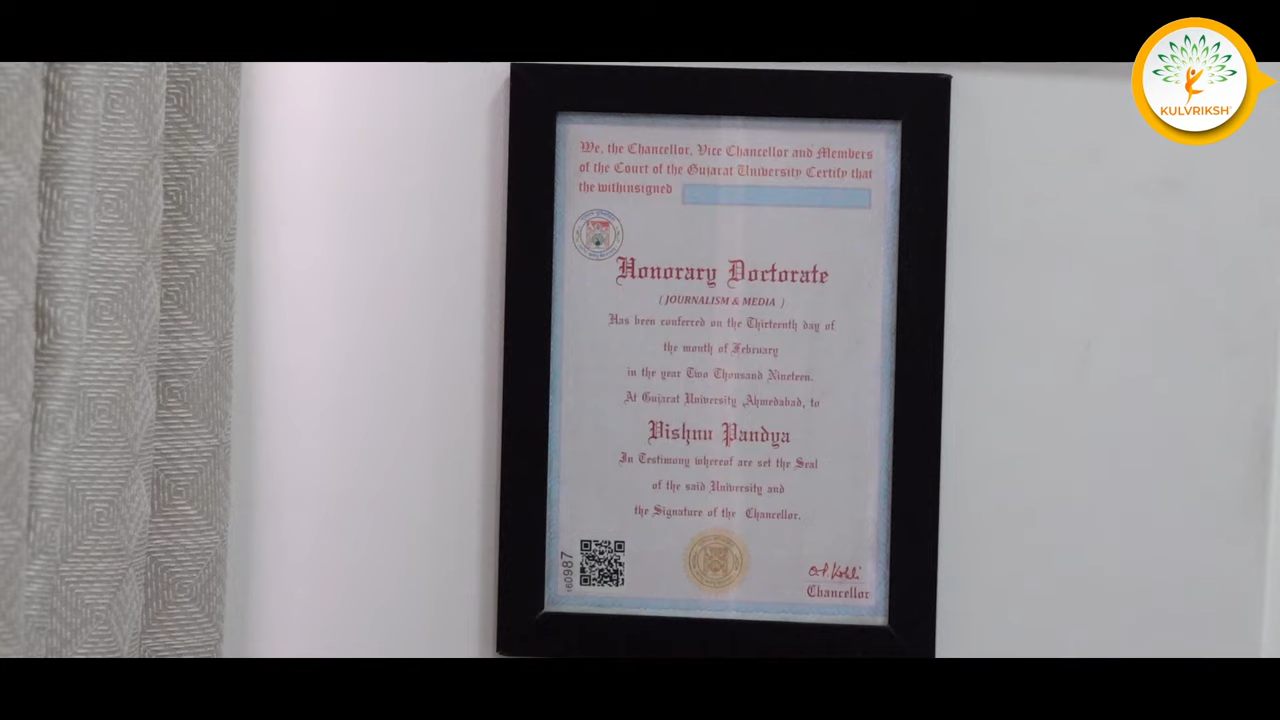 KULVRIKSH
We, the Chancellor, Vice Chancellor and Members
of the Court of the Gujarat University Certify that
the withinsigned
Honorary Doctorate
( JOURNALISM & MEDIA )
Has been conferred on the Thirteenth day of
the month of February
in the year Two Thousand Nineteen.
At Gujarat University Ahmedabad, to
Vishnu Pandya
In Testimony whereof are set the Seal
of the said University and
the Signature of the Chancellor.
160987
O.P. Kohli
Chancellor